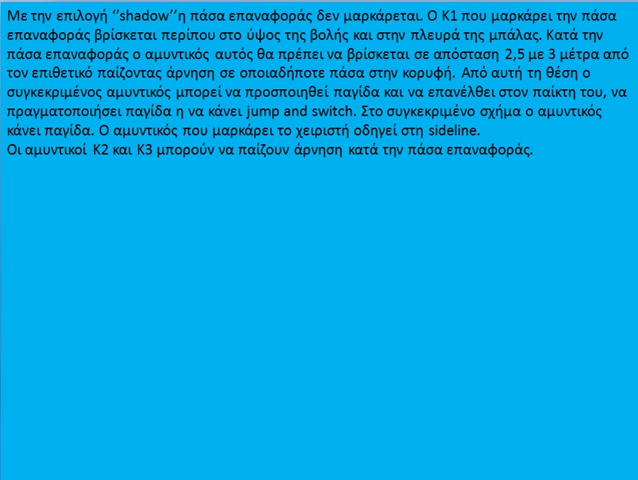 Με την επιλογή ‘’shadow’’η πάσα επαναφοράς δεν μαρκάρεται. Ο Κ1 που μαρκάρει την πάσα
επαναφοράς βρίσκεται περίπου στο ύψος της βολής και στην πλευρά της μπάλας. Κατά την
πάσα επαναφοράς ο αμυντικός αυτός θα πρέπει να βρίσκεται σε απόσταση 2,5 με 3 μέτρα από
τον επιθετικό παίζοντας άρνηση σε οποιαδήποτε πάσα στην κορυφή. Από αυτή τη θέση ο
συγκεκριμένος αμυντικός μπορεί να προσποιηθεί παγίδα και να επανέλθει στον παίκτη του, να
πραγματοποιήσει παγίδα η να κάνει jump and switch. Στο συγκεκριμένο σχήμα ο αμυντικός
κάνει παγίδα. Ο αμυντικός που μαρκάρει το χειριστή οδηγεί στη sideline.
Οι αμυντικοί Κ2 και Κ3 μπορούν να παίζουν άρνηση κατά την πάσα επαναφοράς.